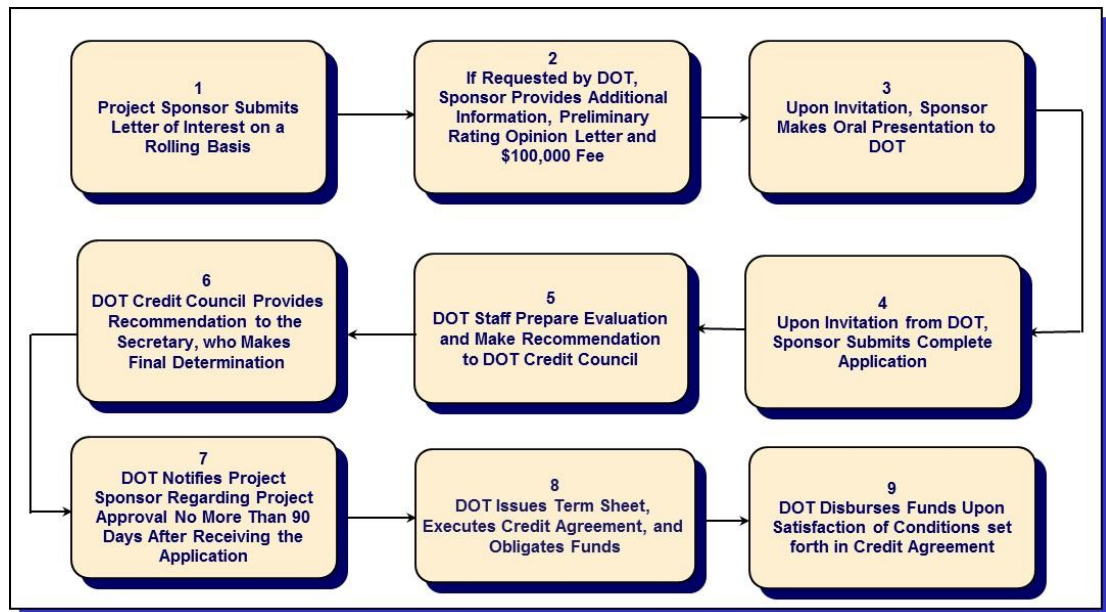 1
Project Sponsor Submits
Letter of Interest on a
Rolling Basis
2
If Requested by DOT,
Sponsor Provides Additional
Information, Preliminary
Rating Opinion Letter and
$100,000 Fee
3
Upon Invitation, Sponsor
Makes Oral Presentation to
DOT
4
Upon Invitation from DOT,
Sponsor Submits Complete
Application
5
DOT Staff Prepare Evaluation
and Make Recommendation
to DOT Credit Council
6
DOT Credit Council Provides
Recommendation to the
Secretary, who Makes
Final Determination
7
DOT Notifies Project
Sponsor Regarding Project
Approval No More Than 90
Days After Receiving the
Application
8
DOT Issues Term Sheet,
Executes Credit Agreement, and
Obligates Funds
9
DOT Disburses Funds Upon
Satisfaction of Conditions set
forth in Credit Agreement